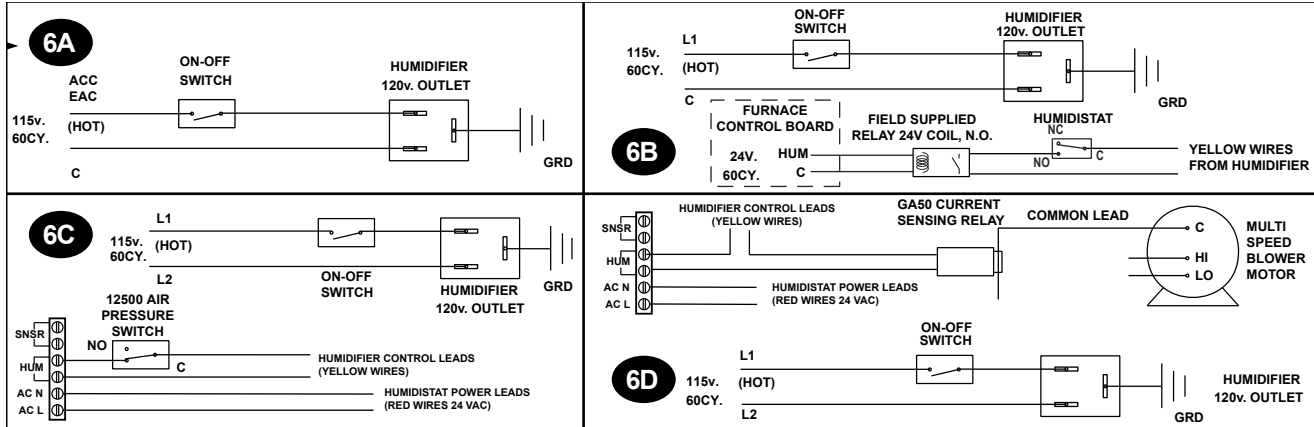 6A
ACC
EAC
ON-OFF
SWITCH
HUMIDIFIER
120v. OUTLET
115v.
60CY.
(HOT)
C
GRD
6B
ON-OFF
SWITCH
HUMIDIFIER
120v. OUTLET
L1
115v.
60CY.
(HOT)
C
GRD
FURNACE
CONTROL BOARD
24V.
60CY.
HUM
C
FIELD SUPPLIED
RELAY 24V COIL, N.O.
HUMIDISTAT
NC
NO
C
YELLOW WIRES
FROM HUMIDIFIER
6C
L1
115v.
60CY.
(HOT)
L2
ON-OFF
SWITCH
HUMIDIFIER
120v. OUTLET
GRD
12500 AIR
PRESSURE
SWITCH
SNSR
NO
C
HUM
AC N
AC L
HUMIDIFIER CONTROL LEADS
(YELLOW WIRES)
HUMIDISTAT POWER LEADS
(RED WIRES 24 VAC)
HUMIDIFIER CONTROL LEADS
(YELLOW WIRES)
GA50 CURRENT
SENSING RELAY
COMMON LEAD
SNSR
HUM
AC N
AC L
HUMIDISTAT POWER LEADS
(RED WIRES 24 VAC)
C
HI
LO
MULTI
SPEED
BLOWER
MOTOR
6D
ON-OFF
SWITCH
L1
115v.
60CY.
(HOT)
L2
GRD
HUMIDIFIER
120v. OUTLET